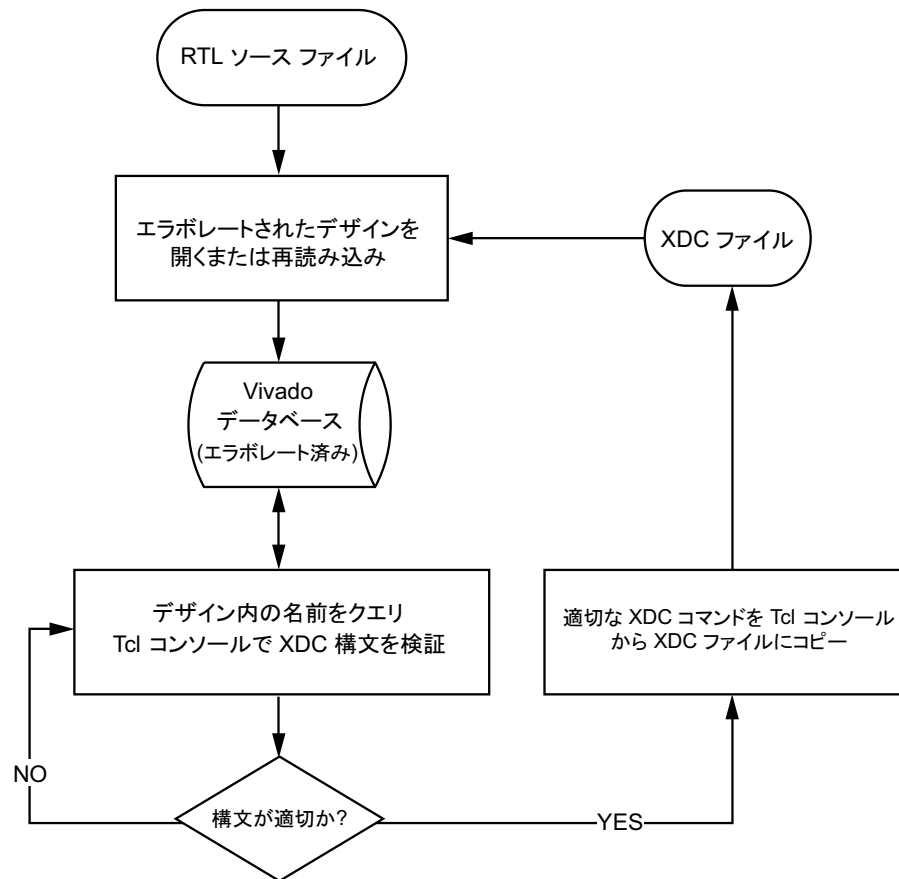 RTL ソース ファイル
エラボレートされたデザインを
開くまたは再読み込み
XDC ファイル
Vivado
データベース
(エラボレート済み)
デザイン内の名前をクエリ
Tcl コンソールで XDC 構文を検証
適切な XDC コマンドを Tcl コンソール
から XDC ファイルにコピー
NO
構文が適切か?
YES